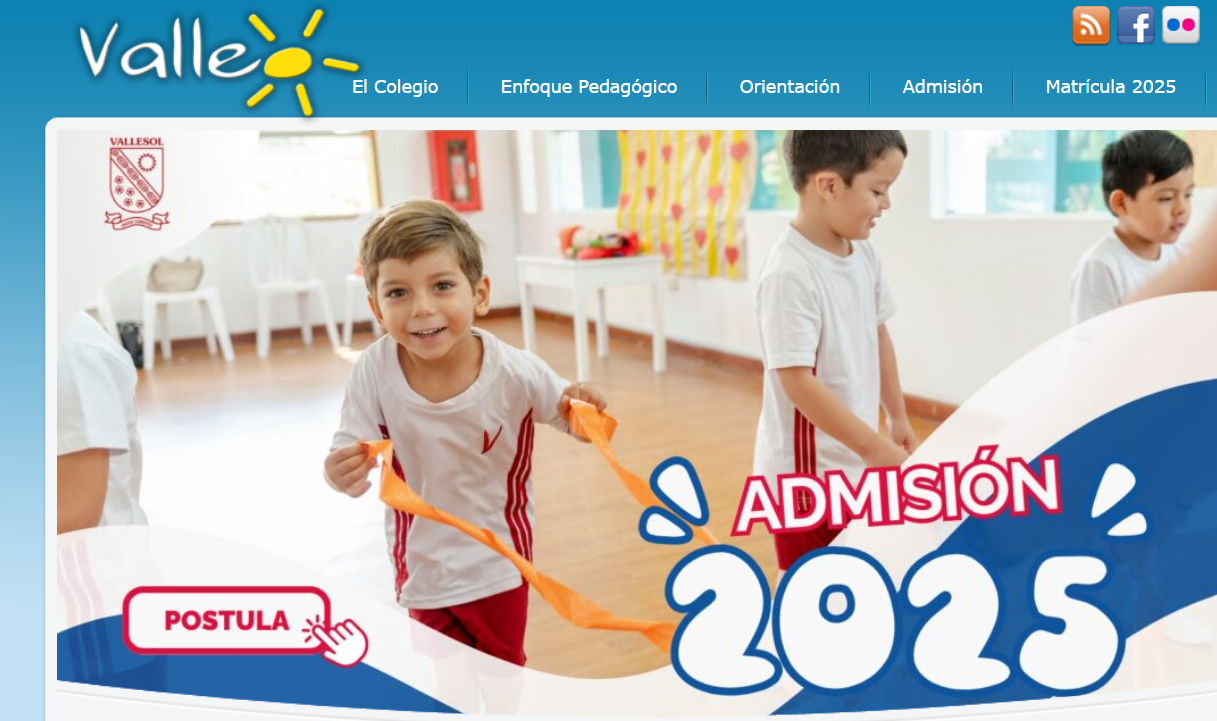 Valle
El Colegio
Enfoque Pedagógico
Orientación
Admisión
Matrícula 2025
VALLESOL
ADMISIÓN
2025
POSTULA